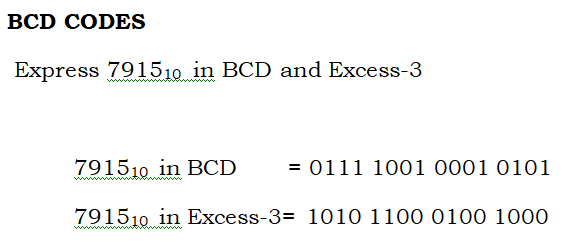 BCD CODES
Express 7915₁₀ in BCD and Excess-3
7915₁₀ in BCD = 0111 1001 0001 0101
7915₁₀ in Excess-3= 1010 1100 0100 1000